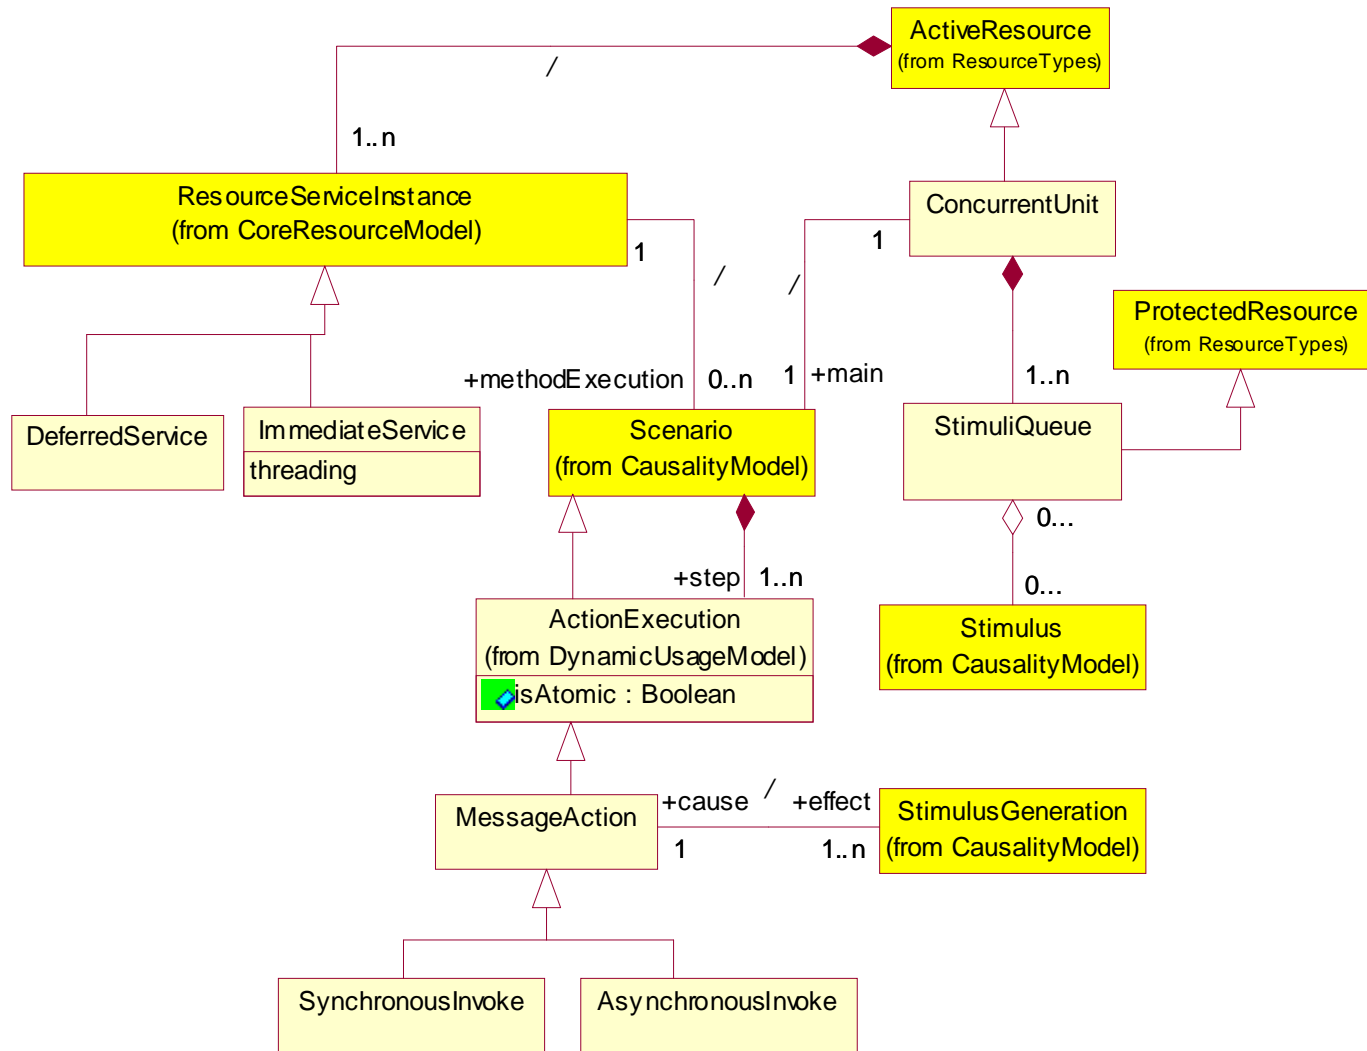 ActiveResource
(from ResourceTypes)
/
1..n
ResourceServiceInstance
(from CoreResourceModel)
ConcurrentUnit
1
1
/
/
ProtectedResource
(from ResourceTypes)
+methodExecution
0..n
1
+main
1..n
DeferredService
ImmediateService
threading
Scenario
(from CausalityModel)
StimuliQueue
0...
+step
1..n
0...
ActionExecution
(from DynamicUsageModel)
isAtomic : Boolean
Stimulus
(from CausalityModel)
MessageAction
+cause
/
+effect
1
1..n
StimulusGeneration
(from CausalityModel)
SynchronousInvoke
AsynchronousInvoke